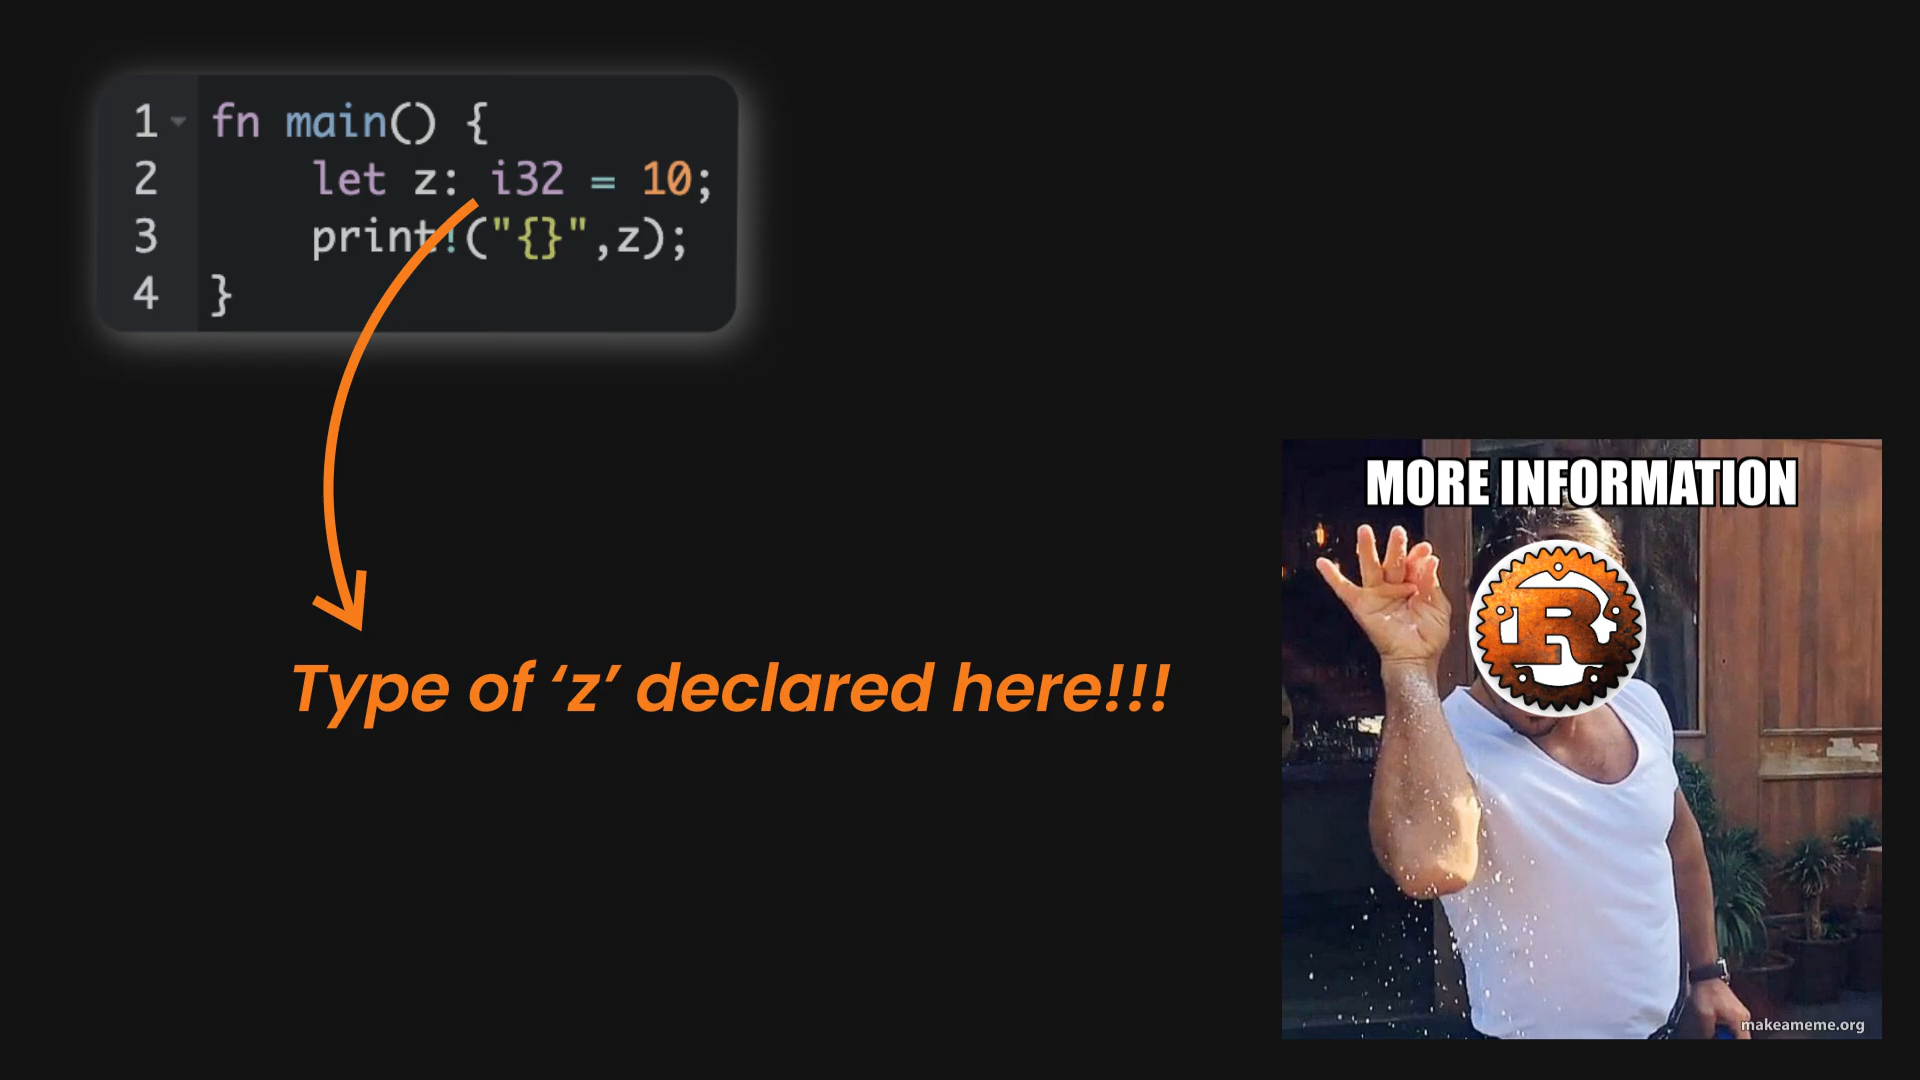 1 fn main() {
2 let z: i32 = 10;
3 print!("{}",z);
4 }
Type of ‘z’ declared here!!!
MORE INFORMATION
R
makeameme.org